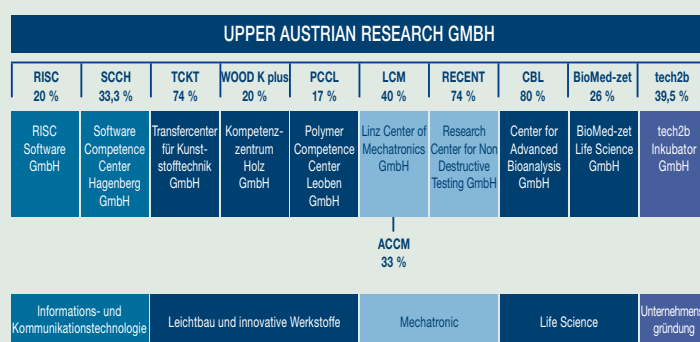 UPPER AUSTRIAN RESEARCH GMBH
RISC
20 %
SCCH
33,3 %
TCKT
74 %
WOOD K plus
20 %
PCCL
17 %
LCM
40 %
RECENT
74 %
CBL
80 %
BioMed-zet
26 %
tech2b
39,5 %
RISC
Software
GmbH
Software
Competence
Center
Hagenberg
GmbH
Transfercenter
für Kunst-
stofftechnik
GmbH
Kompetenz-
zentrum
Holz
GmbH
Polymer
Competence
Center
Leoben
GmbH
Linz Center of
Mechatronics
GmbH
Research
Center for Non
Destructive
Testing GmbH
Center for
Advanced
Bioanalysis
GmbH
BioMed-zet
Life Science
GmbH
tech2b
Inkubator
GmbH
ACCM
33 %
Informations- und
Kommunikationstechnologie
Leichtbau und innovative Werkstoffe
Mechatronic
Life Science
Unternehmens-
gründung